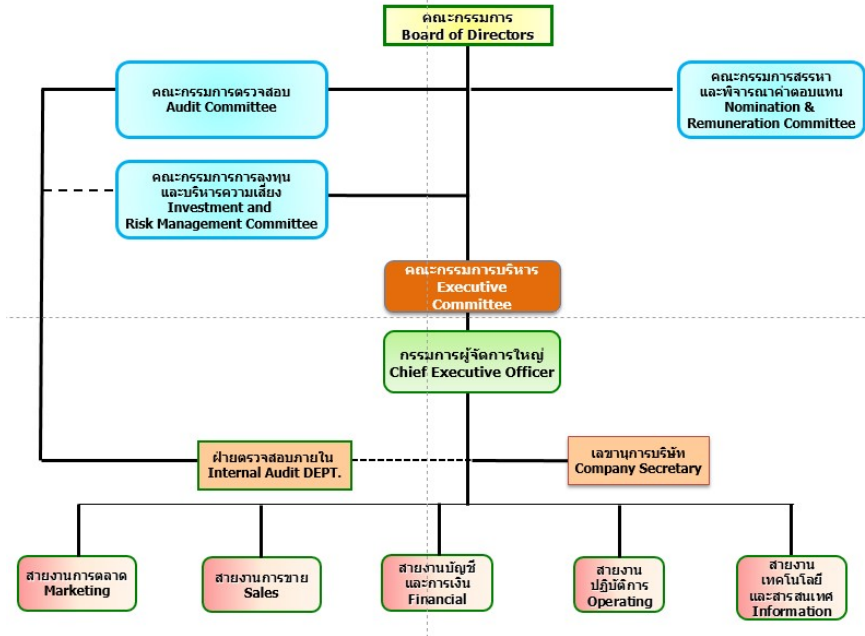 คณะกรรมการ
Board of Directors
คณะกรรมการตรวจสอบ
Audit Committee
คณะกรรมการสรรหา
และพิจารณาค่าตอบแทน
Nomination &
Remuneration Committee
คณะกรรมการการลงทุน
และบริหารความเสี่ยง
Investment and
Risk Management Committee
คณะกรรมการบริหาร
Executive
Committee
กรรมการผู้จัดการใหญ่
Chief Executive Officer
ฝ่ายตรวจสอบภายใน
Internal Audit DEPT.
เลขานุการบริษัท
Company Secretary
สายงานการตลาด
Marketing
สายงานการขาย
Sales
สายงานบัญชี
และการเงิน
Financial
สายงาน
ปฏิบัติการ
Operating
สายงาน
เทคโนโลยี
และสารสนเทศ
Information